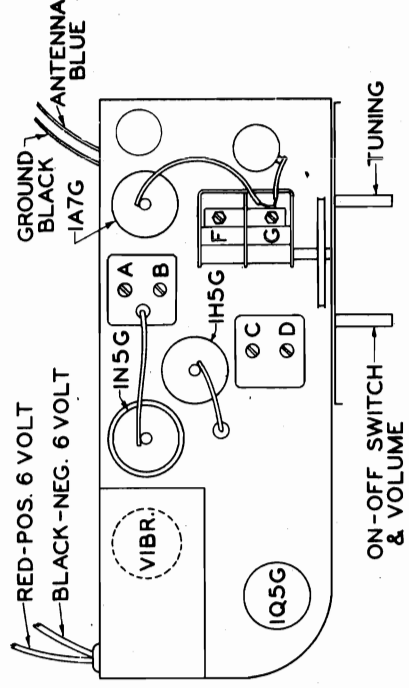 RED-POS. 6 VOLT
BLACK-NEG. 6 VOLT
GROUND
BLACK
ANTENNA
BLUE
1A7G
1N5G
A
B
F
G
1H5G
C
D
VIBR.
1Q5G
ON-OFF SWITCH
& VOLUME
TUNING